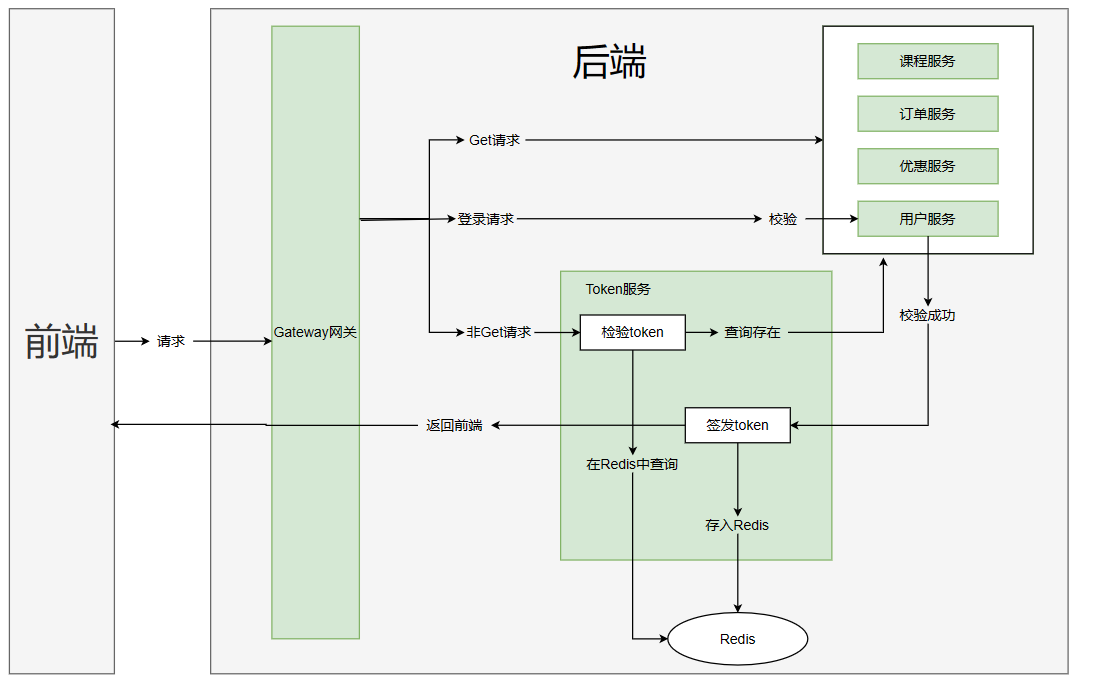 后端
课程服务
订单服务
Get请求
优惠服务
登录请求
校验
用户服务
Token服务
校验成功
前端
请求
Gateway网关
非Get请求
检验token
查询存在
返回前端
签发token
在Redis中查询
存入Redis
Redis